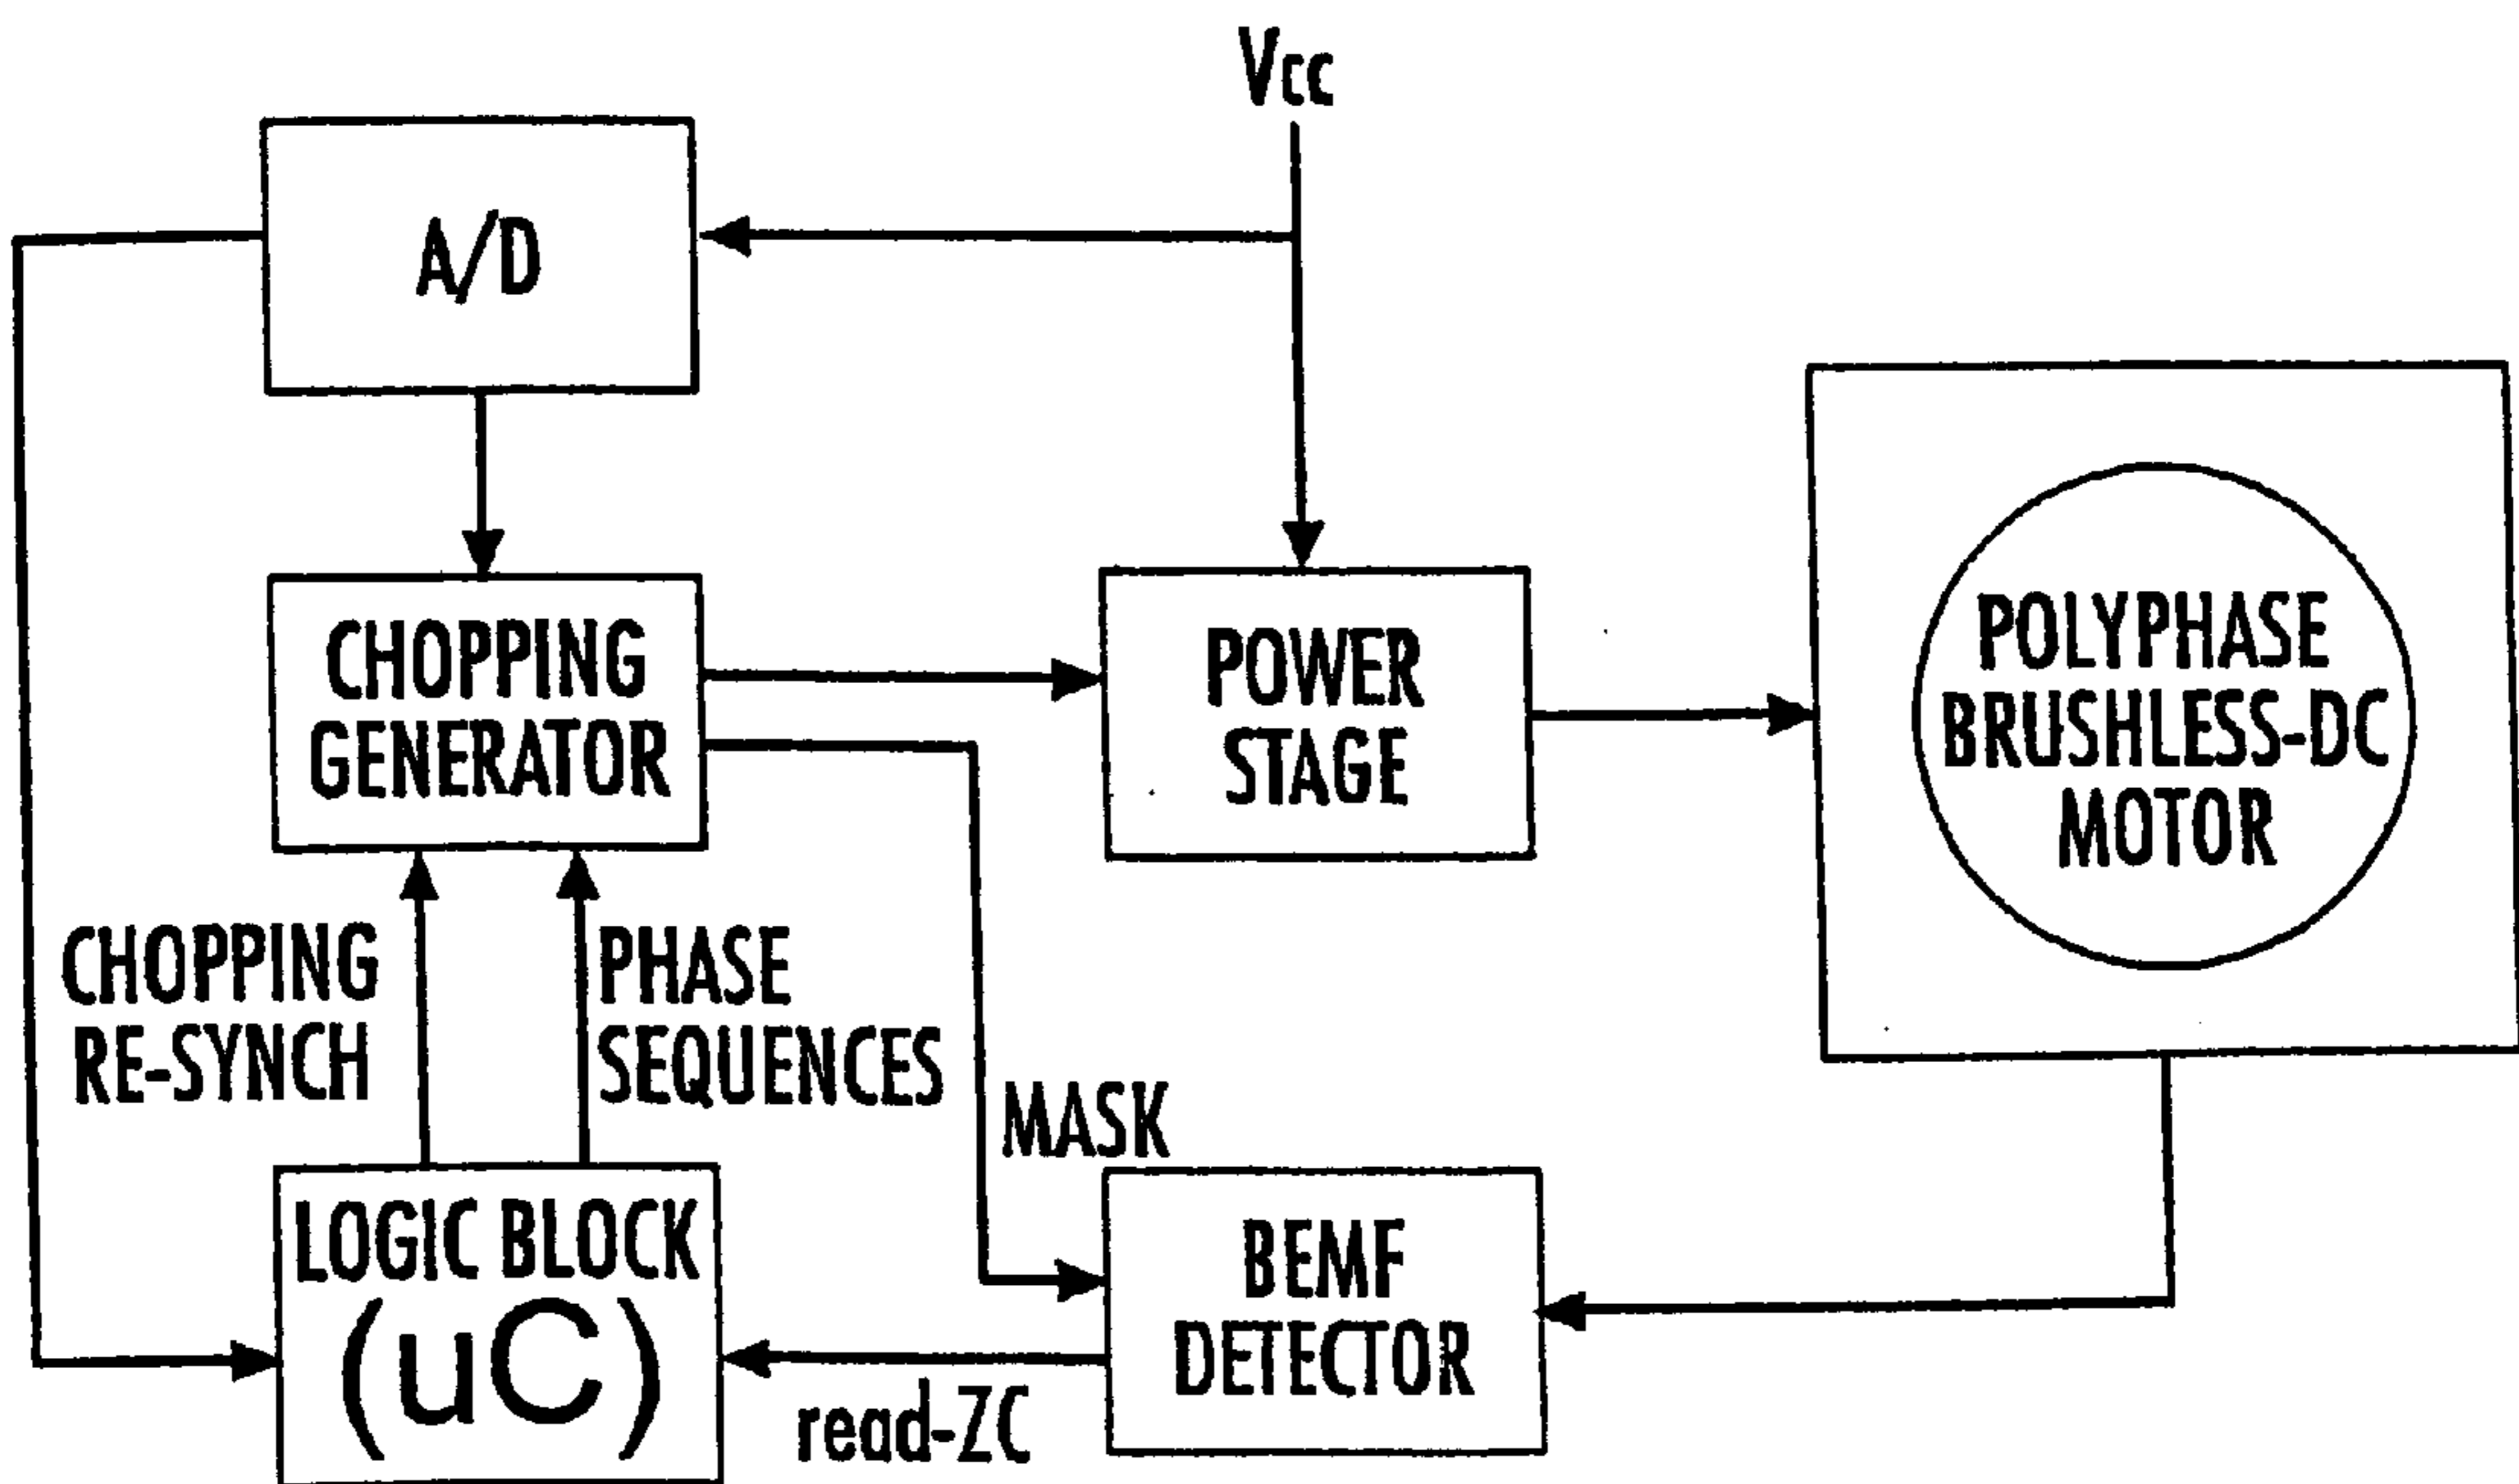 Vcc
A/D
CHOPPING
GENERATOR
POWER
STAGE
POLYPHASE
BRUSHLESS-DC
MOTOR
CHOPPING
RE-SYNCH
PHASE
SEQUENCES
MASK
LOGIC BLOCK
(uC)
BEMF
DETECTOR
read-ZC